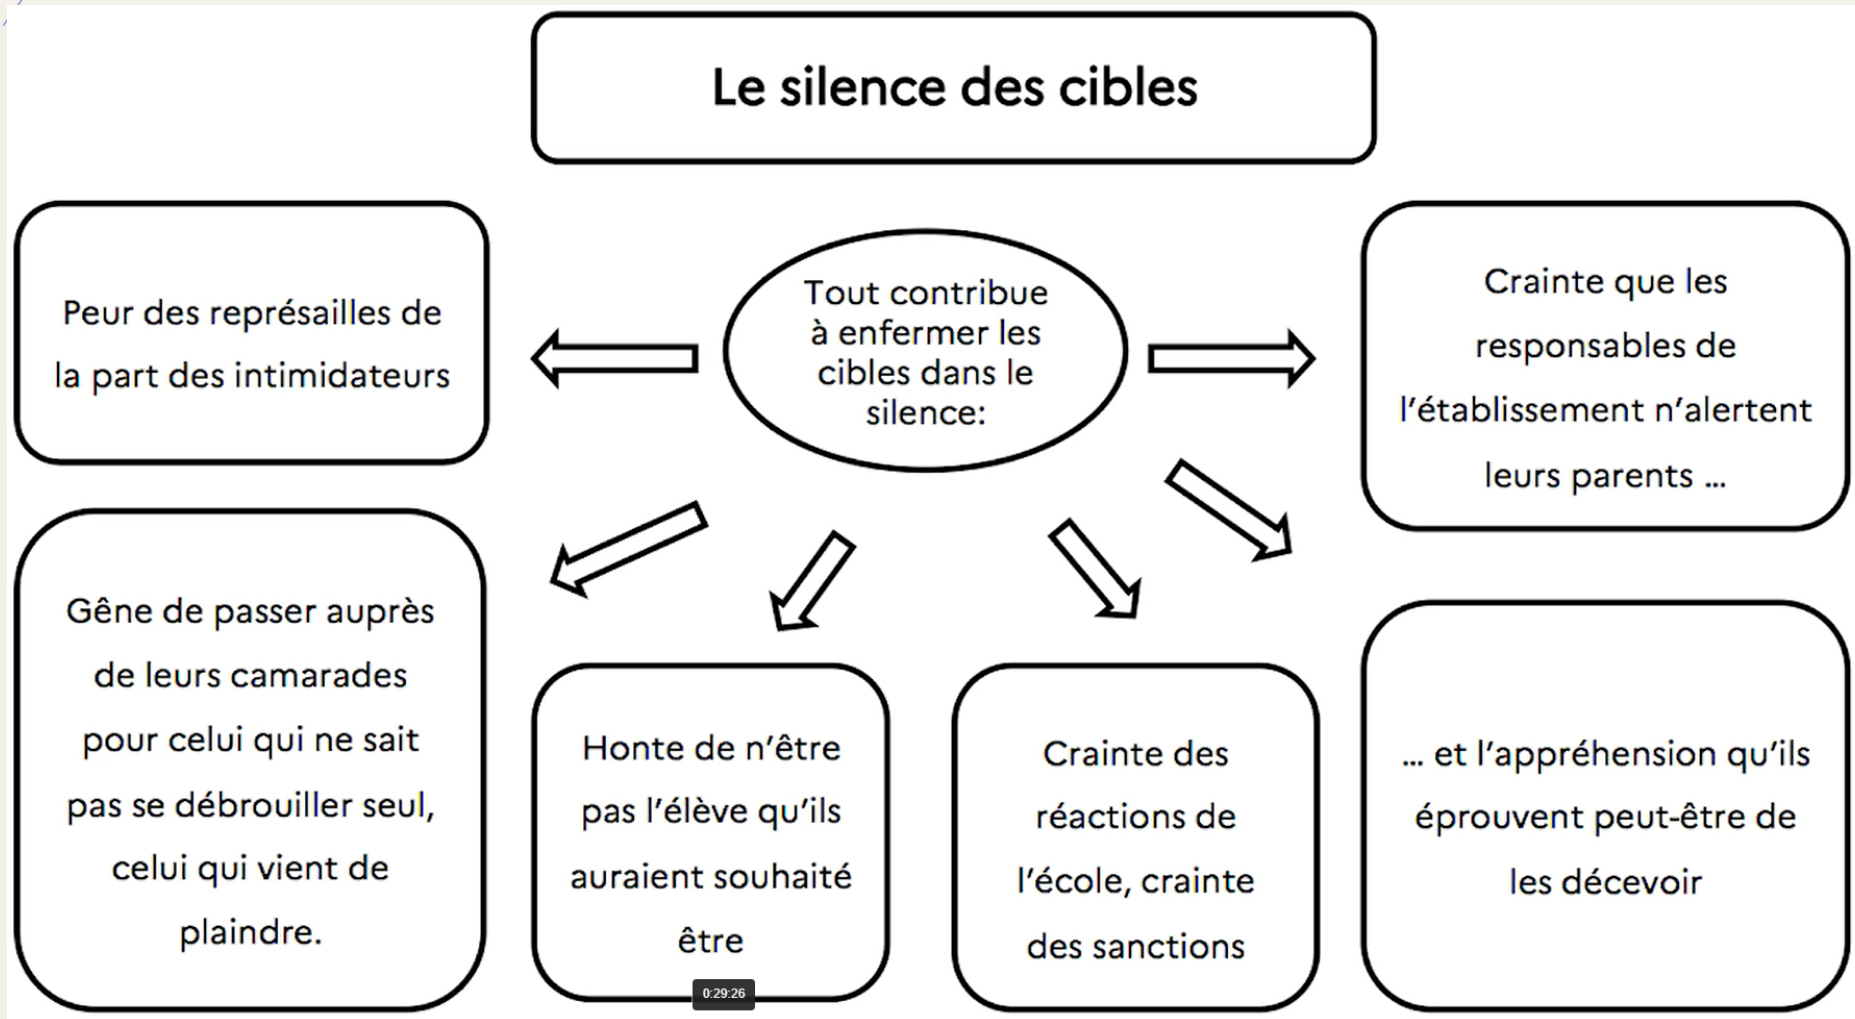 Le silence des cibles
Peur des représailles de
la part des intimidateurs
Tout contribue
à enfermer les
cibles dans le
silence:
Crainte que les
responsables de
l'établissement n'alertent
leurs parents ...
Gêne de passer auprès
de leurs camarades
pour celui qui ne sait
pas se débrouiller seul,
celui qui vient de
plaindre.
Honte de n'être
pas l'élève qu'ils
auraient souhaité
être
Crainte des
réactions de
l'école, crainte
des sanctions
... et l'appréhension qu'ils
éprouvent peut-être de
les décevoir
0:29:26